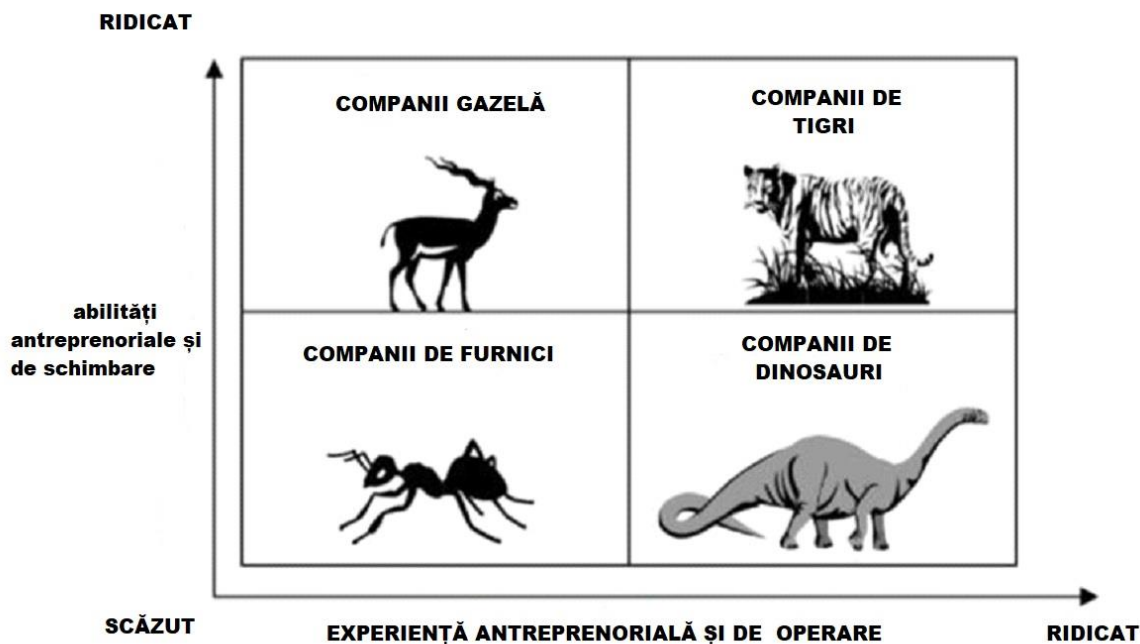 RIDICAT
COMPANII GAZELĂ
COMPANII DE
TIGRI
abilități
antreprenoriale și
de schimbare
COMPANII DE FURNICI
COMPANII DE
DINOSAURI
SCĂZUT
EXPERIENȚĂ ANTREPRENORIALĂ ȘI DE OPERARE
RIDICAT